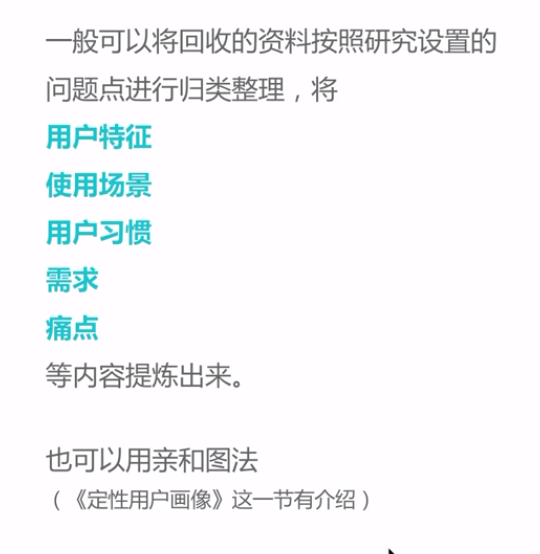 一般可以将回收的资料按照研究设置的
问题点进行归类整理，将
用户特征
使用场景
用户习惯
需求
痛点
等内容提炼出来。
也可以用亲和图法
（《定性用户画像》这一节有介绍）